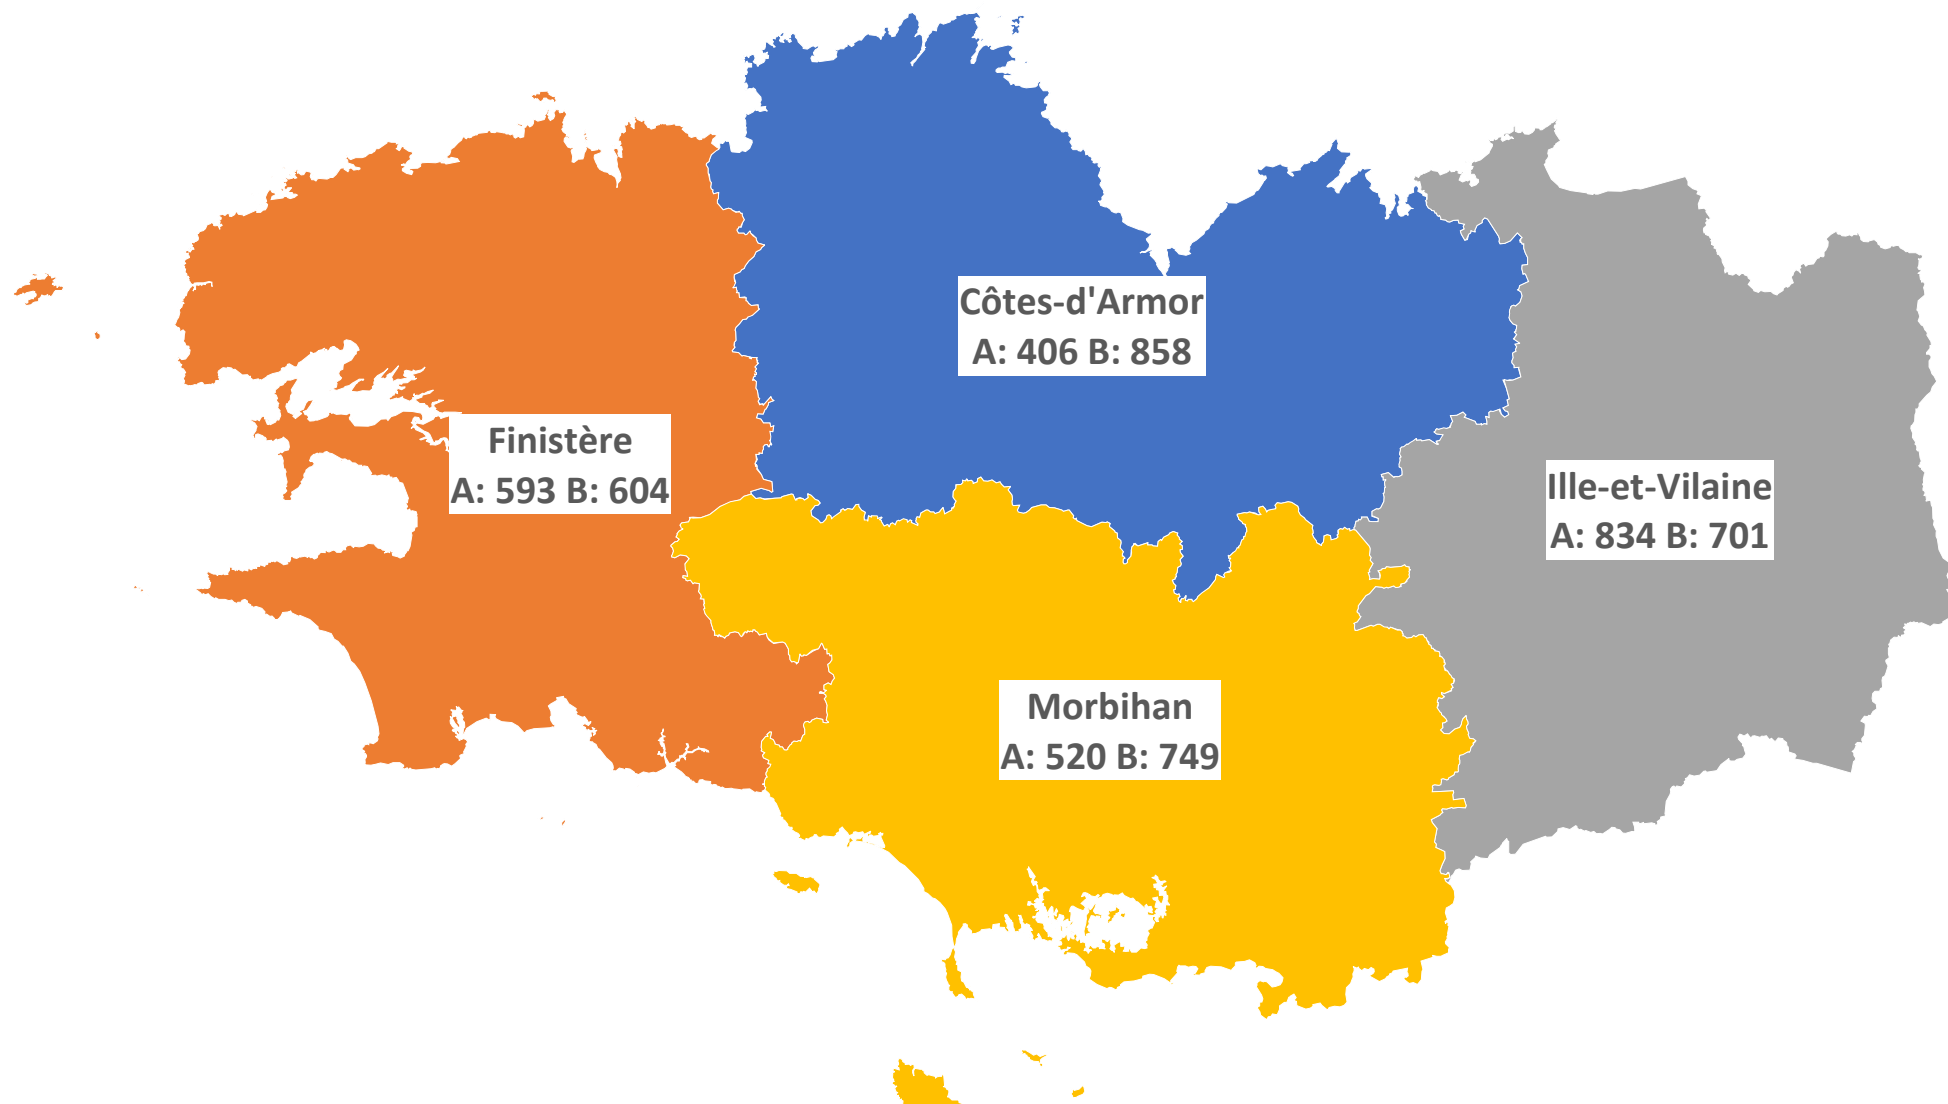 Côtes-d'Armor
A: 406 B: 858
Finistère
A: 593 B: 604
Ille-et-Vilaine
A: 834 B: 701
Morbihan
A: 520 B: 749